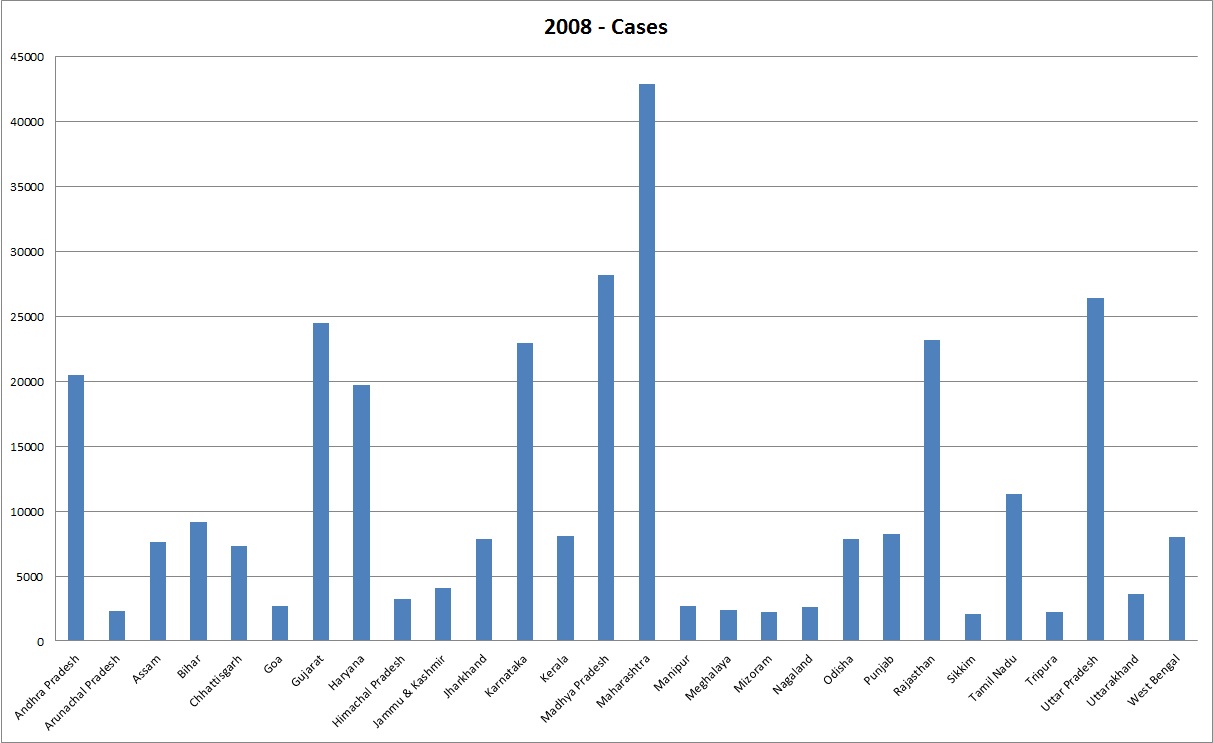 2008 - Cases
45000
40000
35000
30000
25000
20000
15000
10000
5000
0
Andhra Pradesh
Arunachal Pradesh
Assam
Bihar
Chhattisgarh
Goa
Gujarat
Haryana
Himachal Pradesh
Jammu & Kashmir
Jharkhand
Karnataka
Kerala
Madhya Pradesh
Maharashtra
Manipur
Meghalaya
Mizoram
Nagaland
Odisha
Punjab
Rajasthan
Sikkim
Tamil Nadu
Tripura
Uttar Pradesh
Uttarakhand
West Bengal